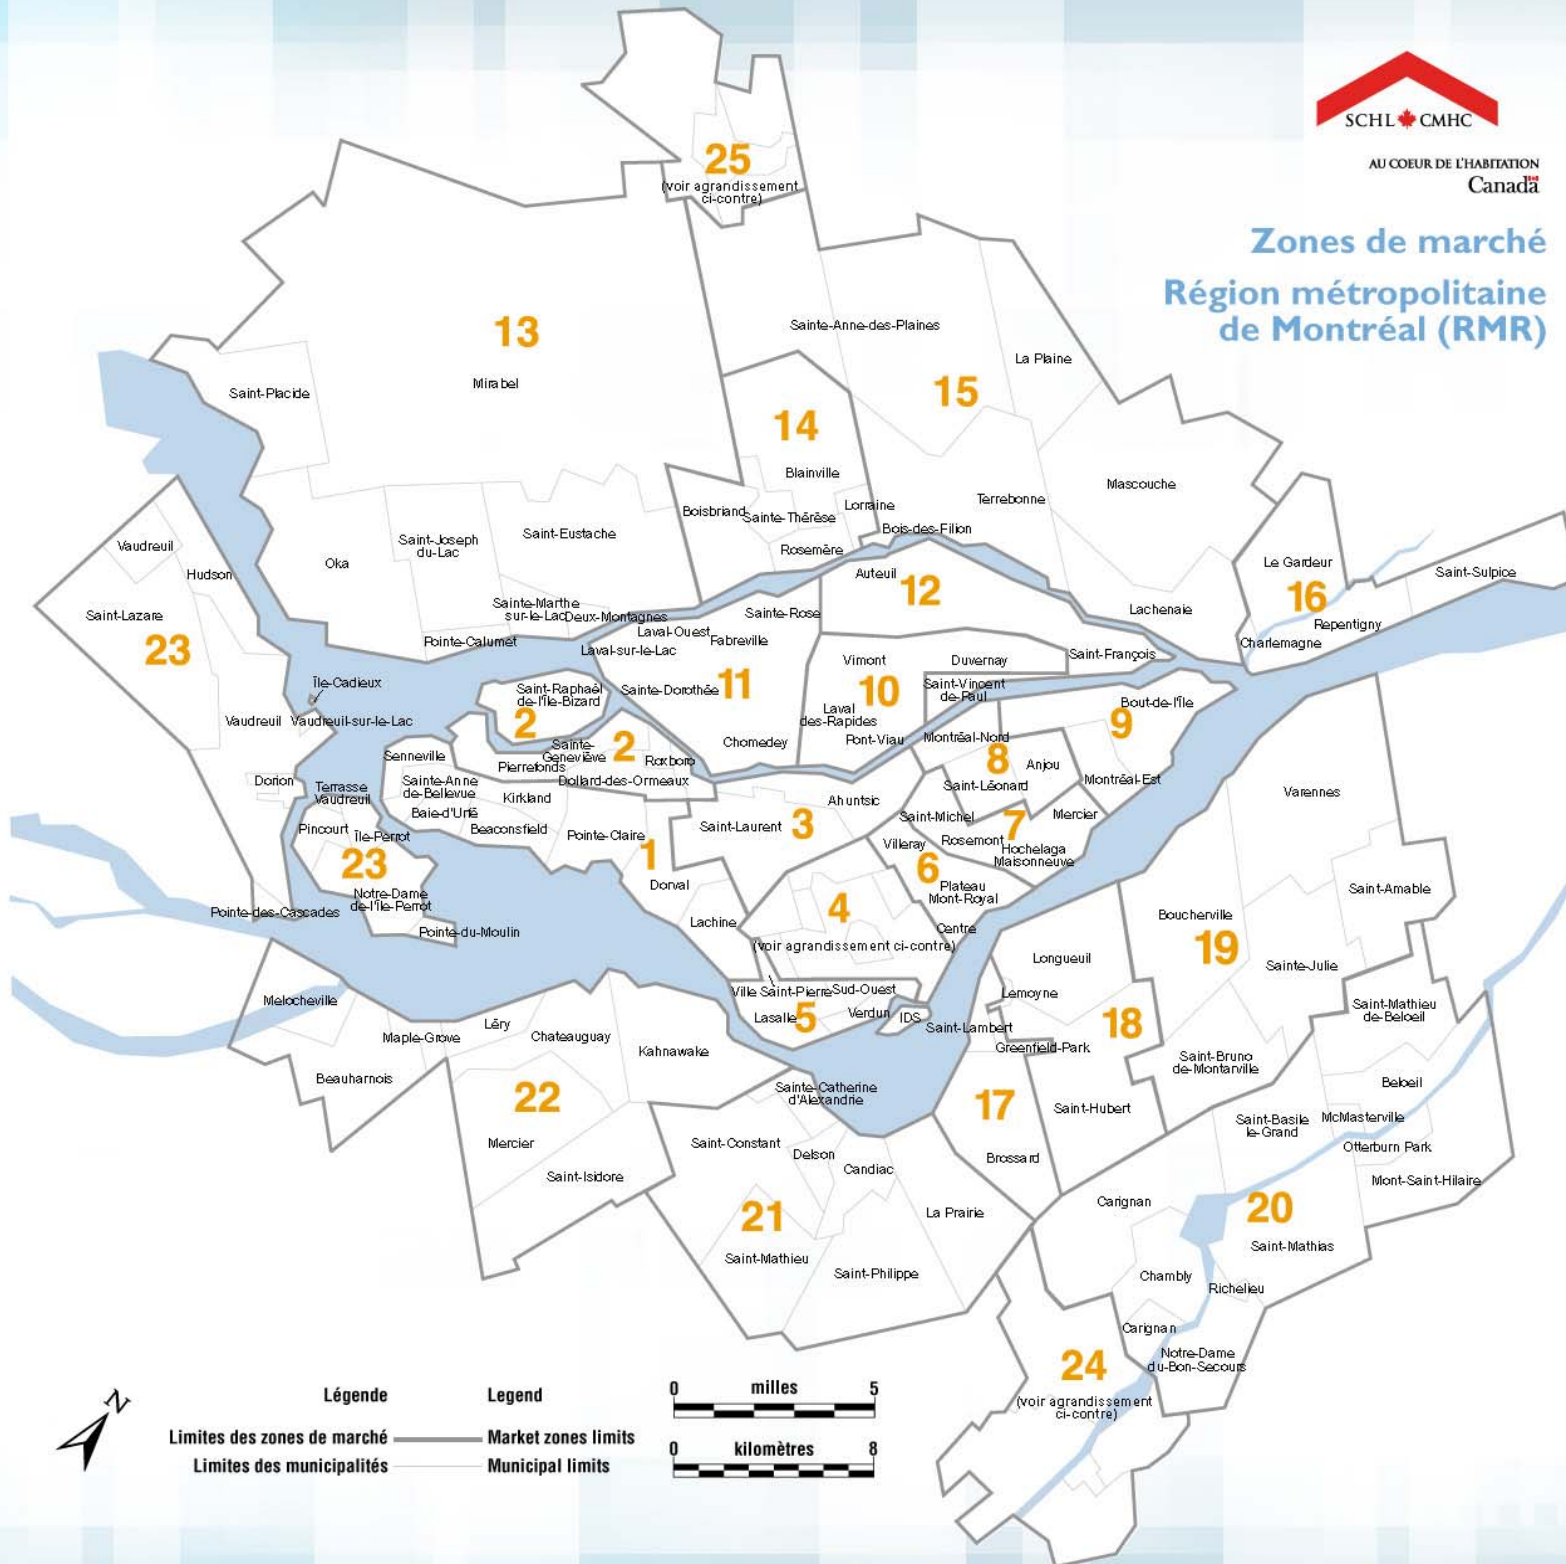 SCHL CMHC
AU COEUR DE L'HABITATION
Canada
Zones de marché
Région métropolitaine
de Montréal (RMR)
25
(voir agrandissement
ci-contre)
13
Mirabel
Saint-Placide
Sainte-Anne-des-Plaines
La Plaine
15
14
Blainville
Boisbriand
Sainte-Thérèse
Lorraine
Rosemère
Bois-des-Filion
Terrebonne
Mascouche
Lachenaie
Oka
Saint-Joseph
du-Lac
Saint-Eustache
Sainte-Marthe
sur-le-Lac
Deux-Montagnes
Pointe-Calumet
Le Gardeur
16
Saint-Sulpice
Repentigny
Charlemagne
Vaudreuil
Hudson
Saint-Lazare
23
Île-Cadieux
Vaudreuil
Vaudreuil-sur-le-Lac
Dorion
Terrasse
Vaudreuil
Pincourt
Île-Perrot
23
Notre-Dame
de-l'Île-Perrot
Pointe-des-Cascades
Pointe-du-Moulin
Auteuil
12
Sainte-Rose
Laval-Ouest
Fabreville
Laval-sur-le-Lac
Sainte-Dorothée
11
Chomedey
Vimont
Duvernay
Saint-François
10
Saint-Vincent
de-Paul
Laval
des-Rapides
Pont-Viau
Saint-Raphaël
de-l'Île-Bizard
2
Sainte-
Geneviève
2
Roxboro
Pierrefonds
Dollard-des-Ormeaux
Senneville
Sainte-Anne
de-Bellevue
Kirkland
Baie-d'Urfé
Beaconsfield
Pointe-Claire
1
Dorval
Lachine
Bout-de-l'Île
9
Montréal-Nord
8
Anjou
Saint-Léonard
Montréal-Est
Ahuntsic
Saint-Laurent
3
Saint-Michel
7
Mercier
Villeray
Rosemont
Hochelaga
Maisonneuve
6
Plateau
Mont-Royal
4
Centre
(voir agrandissement ci-contre)
Ville Saint-Pierre
Sud-Ouest
Lasalle
5
Verdun
IDS
Varennes
Saint-Amable
Boucherville
19
Sainte-Julie
Saint-Bruno
de-Montarville
Longueuil
Lemoyne
18
Saint-Lambert
Greenfield-Park
Saint-Hubert
17
Brossard
Saint-Mathieu
de-Beloeil
Beloeil
Saint-Basile
le-Grand
McMasterville
Otterburn Park
Mont-Saint-Hilaire
Carignan
20
Saint-Mathias
Chambly
Richelieu
Carignan
Notre-Dame
du-Bon-Secours
24
(voir agrandissement
ci-contre)
Melocheville
Maple-Grove
Léry
Chateauguay
Kahnawake
Beauharnois
22
Mercier
Saint-Isidore
Sainte-Catherine
d'Alexandrie
Saint-Constant
Delson
Candiac
21
La Prairie
Saint-Mathieu
Saint-Philippe
N
Légende
Legend
Limites des zones de marché
Market zones limits
Limites des municipalités
Municipal limits
0 milles 5
0 kilomètres 8